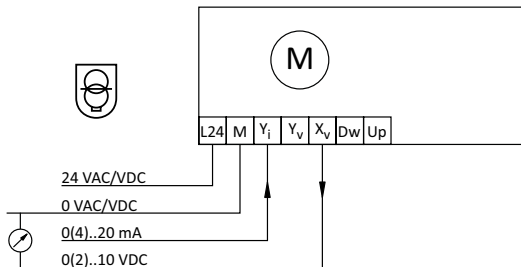 M
L24 M Yi Yv Xv Dw Up
24 VAC/VDC
0 VAC/VDC
0(4)..20 mA
0(2)..10 VDC